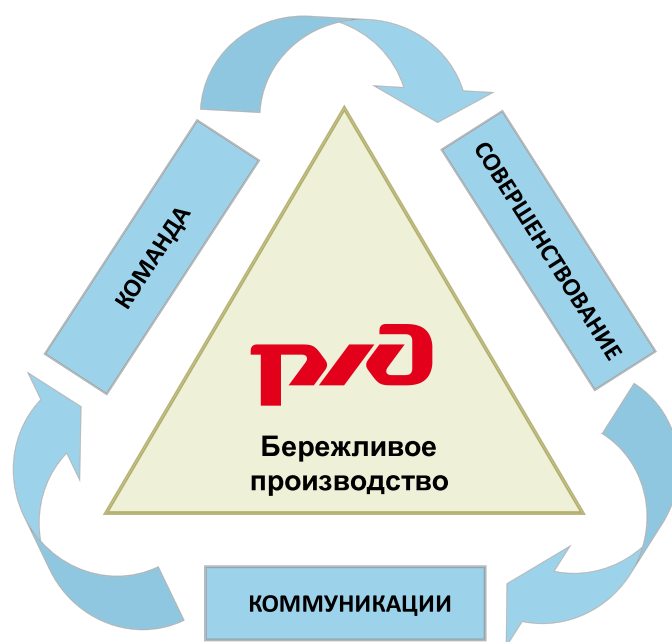 КОМАНДА
СОВЕРШЕНСТВОВАНИЕ
ржд
Бережливое
производство
КОММУНИКАЦИИ